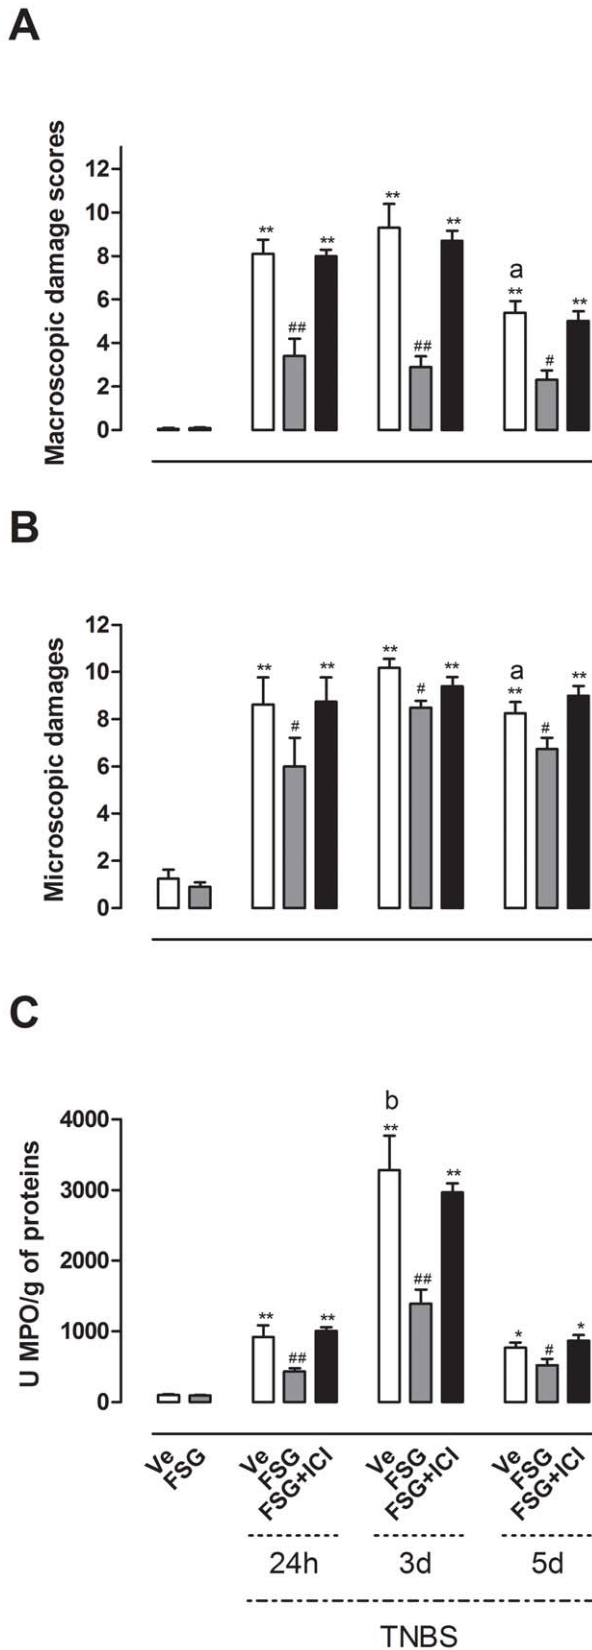 A
Macroscopic damage scores
12
10
8
6
4
2
0
** ## ** ** ## ** a ** # **
B
Microscopic damages
12
10
8
6
4
2
0
** # ** ** # ** a ** # **
C
U MPO/g of proteins
4000
3000
2000
1000
0
** ## ** b ** ## ** * # *
Ve FSG Ve FSG FSG+ICI Ve FSG FSG+ICI Ve FSG FSG+ICI
24h 3d 5d
TNBS